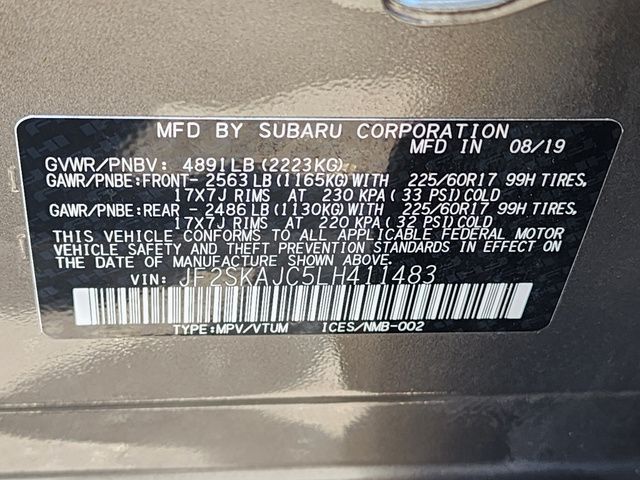 MFD BY SUBARU CORPORATION
MFD IN 08/19
GVWR/PNBV: 4891LB(2223KG)
GAWR/PNBE:FRONT- 2563LB(1165KG)WITH 225/60R17 99H TIRES,
17X7J RIMS AT 230 KPA(33 PSI)COLD
GAWR/PNBE:REAR - 2486LB(1130KG)WITH 225/60R17 99H TIRES,
17X7J RIMS AT 220 KPA(32 PSI)COLD
THIS VEHICLE CONFORMS TO ALL APPLICABLE FEDERAL MOTOR
VEHICLE SAFETY AND THEFT PREVENTION STANDARDS IN EFFECT ON
THE DATE OF MANUFACTURE SHOWN ABOVE.
VIN: JF2SKAJC5LH411483
TYPE:MPV/VTUM ICES/NMB-002